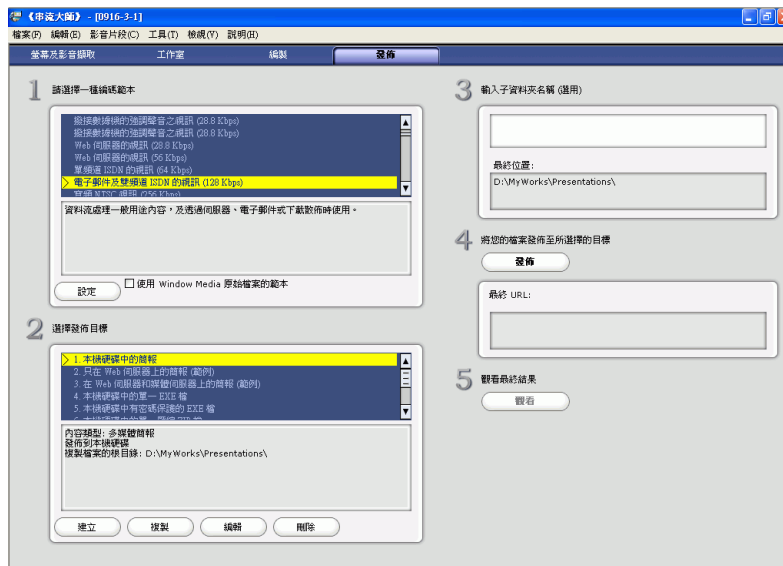 《串流大師》 - [0916-3-1]
檔案(F) 編輯(E) 影音片段(C) 工具(T) 檢視(V) 說明(H)
螢幕及影音擷取 工作室 編製 發佈
1 請選擇一種編碼範本
撥接數據機的強調聲音之視訊 (28.8 Kbps)
撥接數據機的強調聲音之視訊 (28.8 Kbps)
Web 伺服器的視訊 (28.8 Kbps)
Web 伺服器的視訊 (56 Kbps)
單頻道 ISDN 的視訊 (64 Kbps)
電子郵件及雙頻道 ISDN 的視訊 (128 Kbps)
寬頻 NTSC 視訊 (256 Kbps)
資料流處理一般用途內容，及透過伺服器、電子郵件或下載散佈時使用。
設定
使用 Window Media 原始檔案的範本
2 選擇發佈目標
1. 本機硬碟中的簡報
2. 只在 Web 伺服器上的簡報 (範例)
3. 在 Web 伺服器和媒體伺服器上的簡報 (範例)
4. 本機硬碟中的單一 EXE 檔
5. 本機硬碟中有密碼保護的 EXE 檔
內容類型: 多媒體簡報
發佈到本機硬碟
複製檔案的根目錄: D:\MyWorks\Presentations\
建立 複製 編輯 刪除
3 輸入子資料夾名稱 (選用)
最終位置:
D:\MyWorks\Presentations\
4 將您的檔案發佈至所選擇的目標
發佈
最終 URL:
5 觀看最終結果
觀看